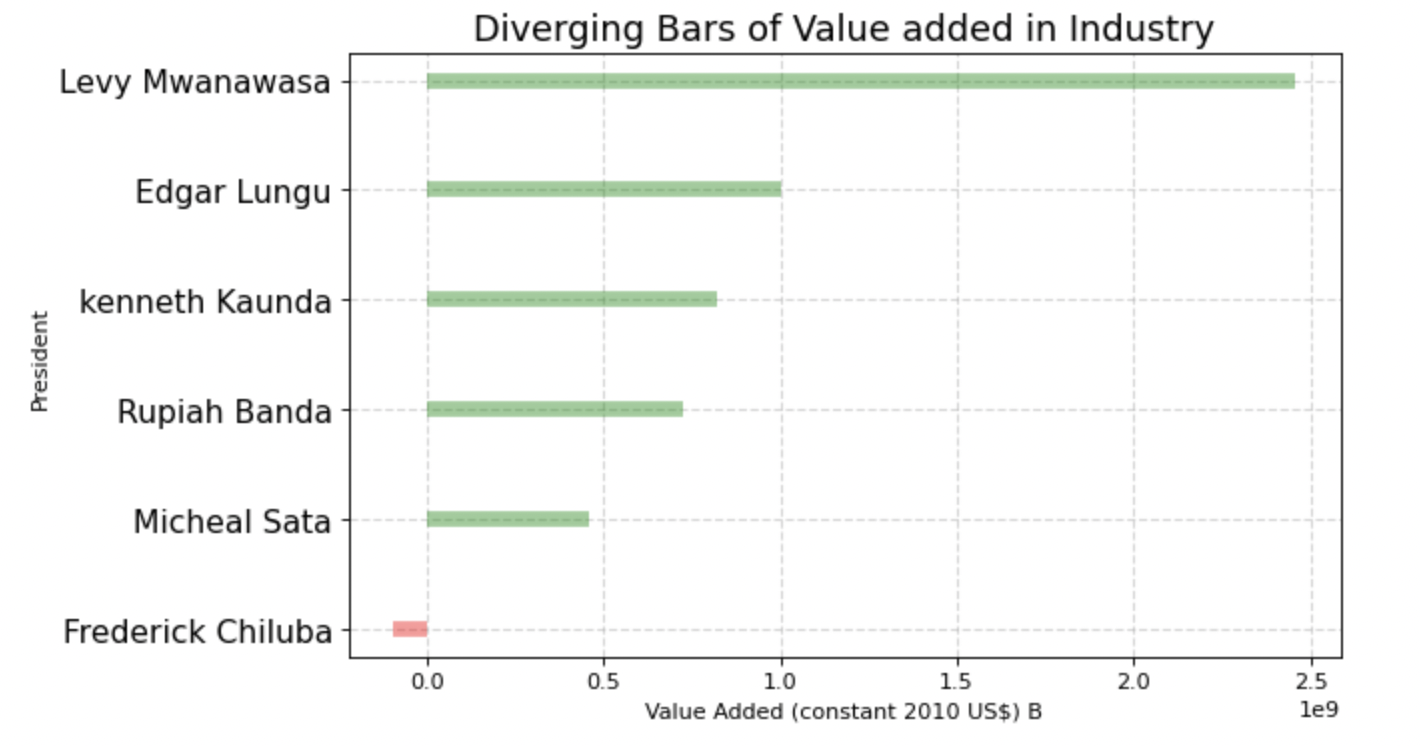 Diverging Bars of Value added in Industry
Levy Mwanawasa
Edgar Lungu
kenneth Kaunda
President
Rupiah Banda
Micheal Sata
Frederick Chiluba
0.0 0.5 1.0 1.5 2.0 2.5
Value Added (constant 2010 US$) B
1e9